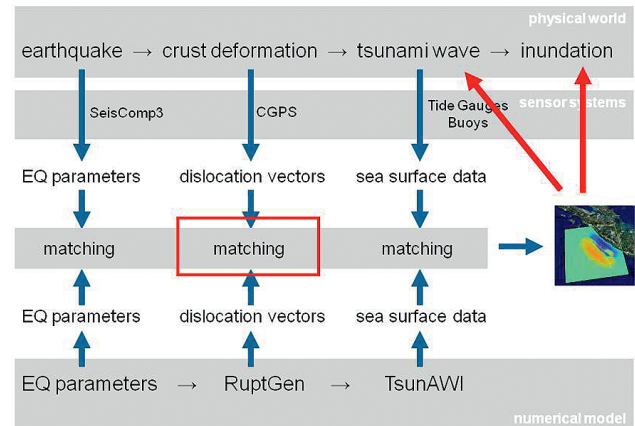 physical world
earthquake → crust deformation → tsunami wave → inundation
sensor systems
SeisComp3 CGPS Tide Gauges
Buoys
EQ parameters dislocation vectors sea surface data
matching matching matching
EQ parameters dislocation vectors sea surface data
EQ parameters → RuptGen → TsunAWI
numerical model